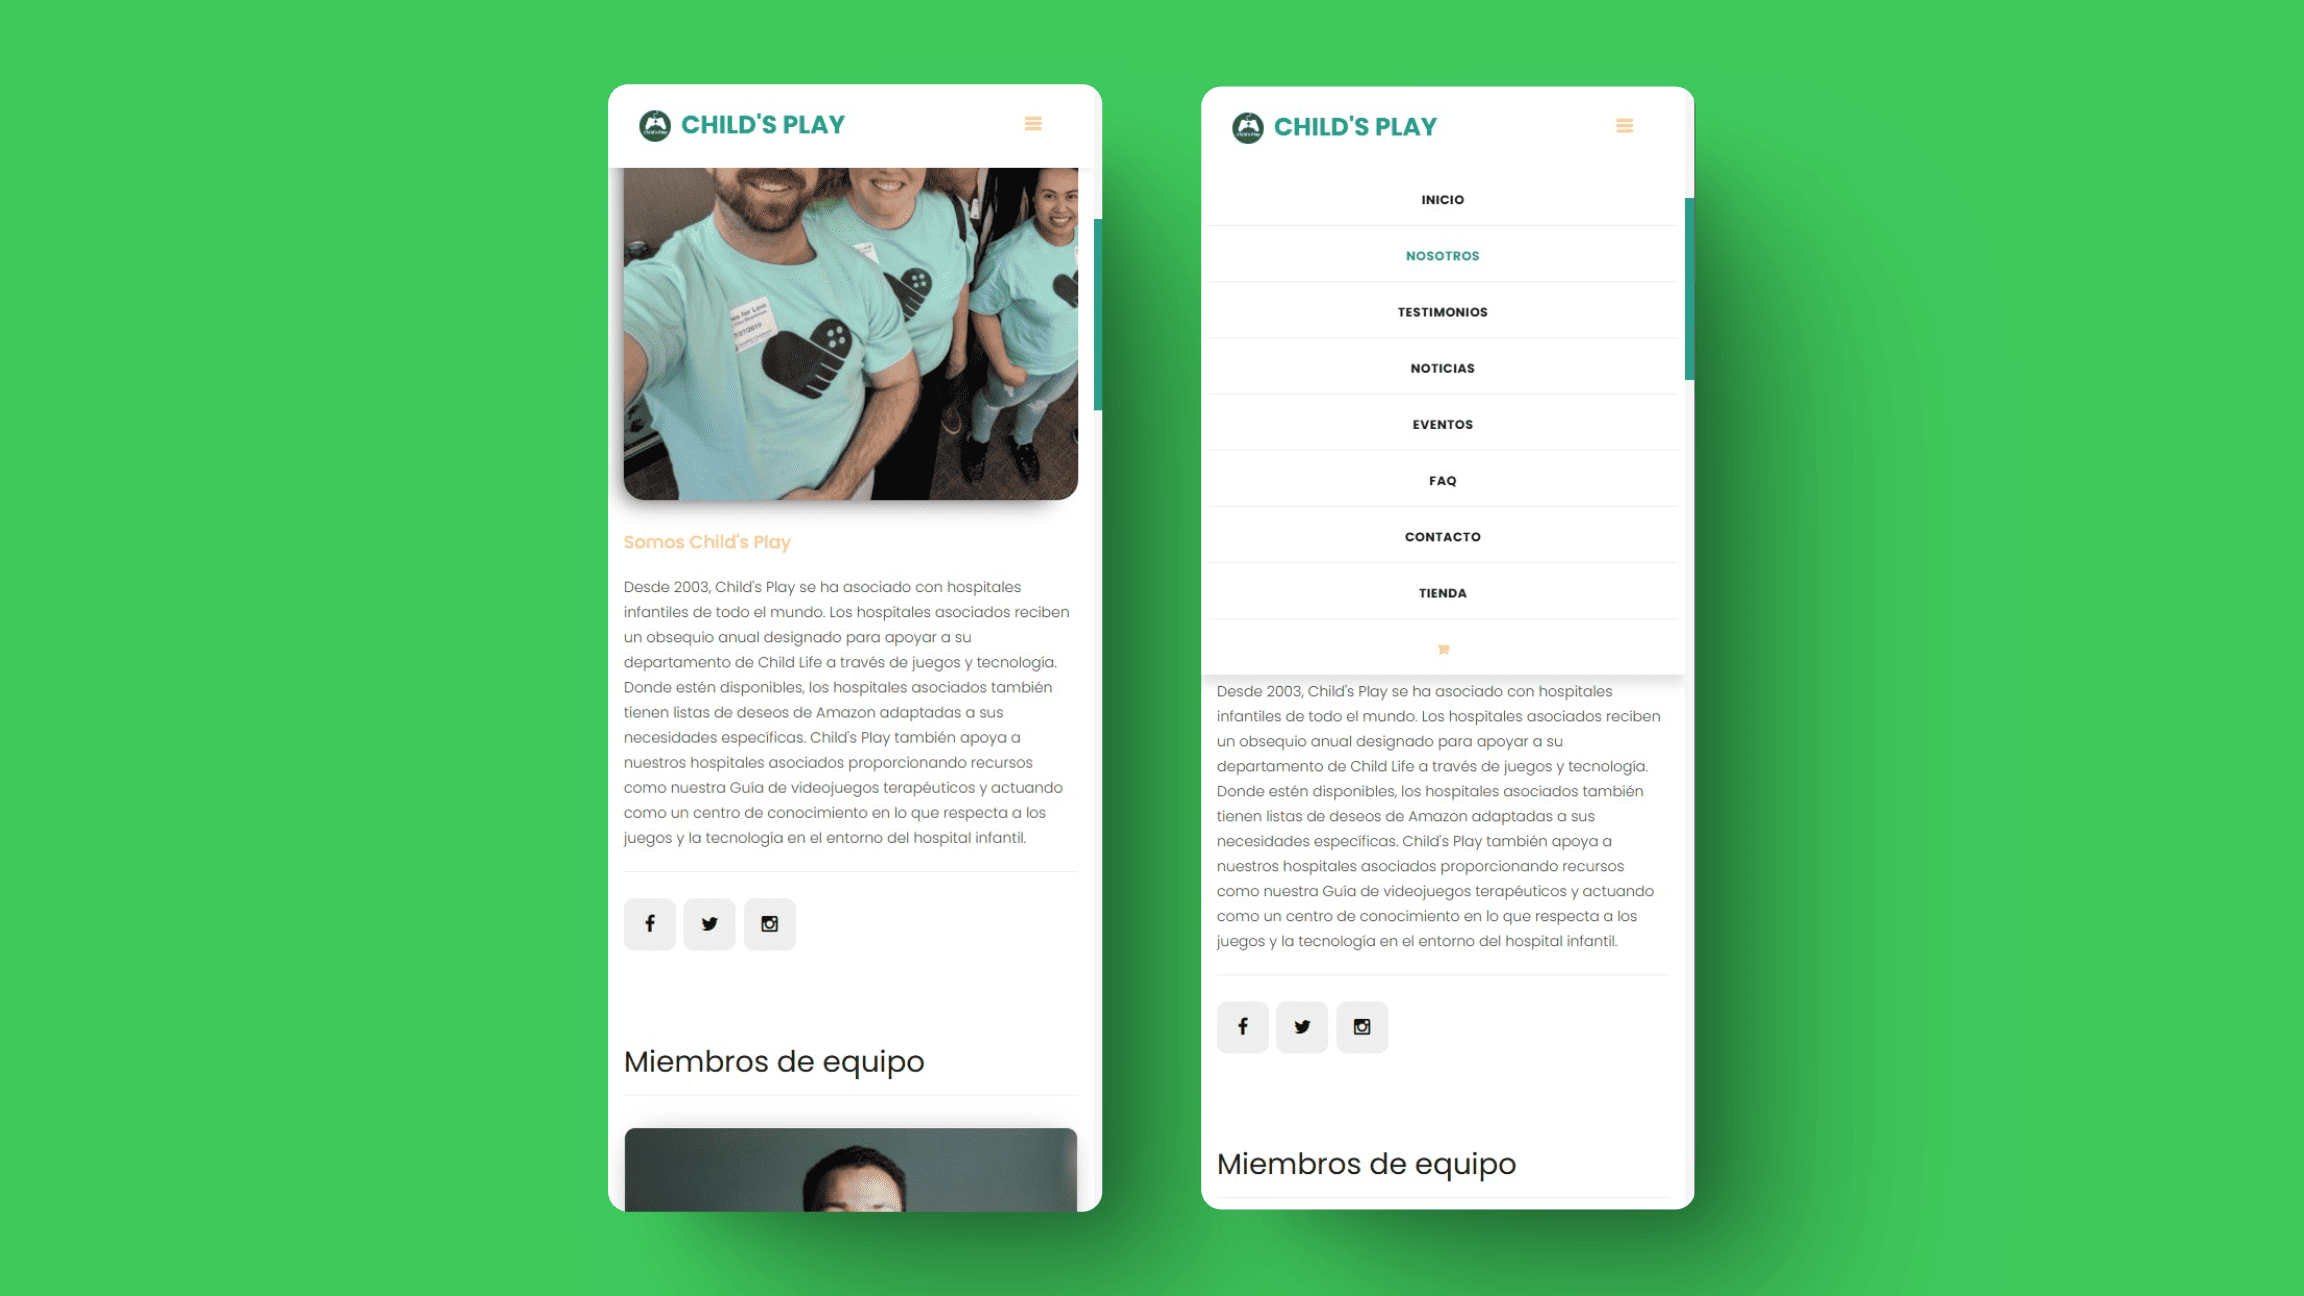 CHILD'S PLAY
Somos Child's Play
Desde 2003, Child's Play se ha asociado con hospitales
infantiles de todo el mundo. Los hospitales asociados reciben
un obsequio anual designado para apoyar a su
departamento de Child Life a través de juegos y tecnología.
Donde estén disponibles, los hospitales asociados también
tienen listas de deseos de Amazon adaptadas a sus
necesidades específicas. Child's Play también apoya a
nuestros hospitales asociados proporcionando recursos
como nuestra Guía de videojuegos terapéuticos y actuando
como un centro de conocimiento en lo que respecta a los
juegos y la tecnología en el entorno del hospital infantil.
Miembros de equipo
CHILD'S PLAY
INICIO
NOSOTROS
TESTIMONIOS
NOTICIAS
EVENTOS
FAQ
CONTACTO
TIENDA
Desde 2003, Child's Play se ha asociado con hospitales
infantiles de todo el mundo. Los hospitales asociados reciben
un obsequio anual designado para apoyar a su
departamento de Child Life a través de juegos y tecnología.
Donde estén disponibles, los hospitales asociados también
tienen listas de deseos de Amazon adaptadas a sus
necesidades específicas. Child's Play también apoya a
nuestros hospitales asociados proporcionando recursos
como nuestra Guía de videojuegos terapéuticos y actuando
como un centro de conocimiento en lo que respecta a los
juegos y la tecnología en el entorno del hospital infantil.
Miembros de equipo